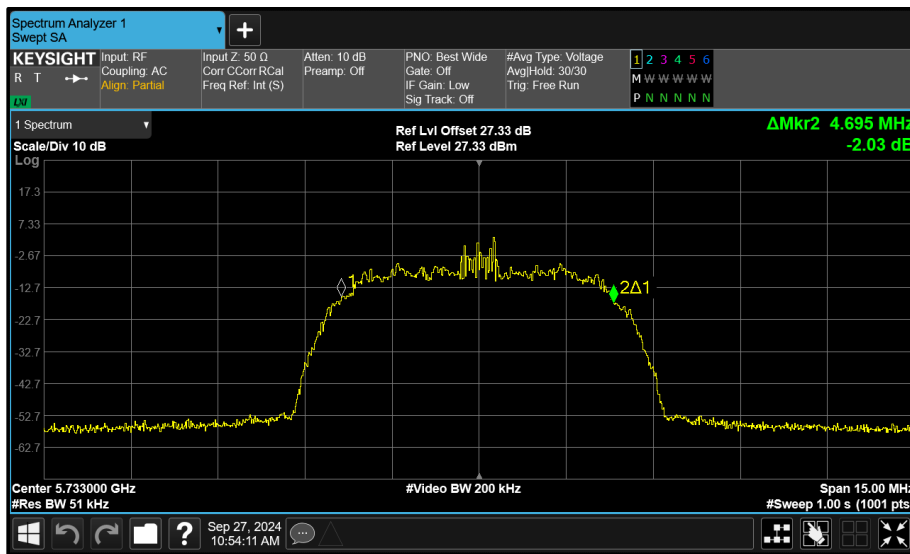 Spectrum Analyzer 1
Swept SA
+
KEYSIGHT
R T
LXI
Input: RF
Coupling: AC
Align: Partial
Input Z: 50 Ω
Corr CCorr RCal
Freq Ref: Int (S)
Atten: 10 dB
Preamp: Off
PNO: Best Wide
Gate: Off
IF Gain: Low
Sig Track: Off
#Avg Type: Voltage
Avg|Hold: 30/30
Trig: Free Run
1 2 3 4 5 6
M W W W W W
P N N N N N
1 Spectrum
Scale/Div 10 dB
Ref Lvl Offset 27.33 dB
Ref Level 27.33 dBm
ΔMkr2 4.695 MHz
-2.03 dB
Log
17.3
7.33
-2.67
-12.7
-22.7
-32.7
-42.7
-52.7
-62.7
1
2Δ1
Center 5.733000 GHz
#Res BW 51 kHz
#Video BW 200 kHz
Span 15.00 MHz
#Sweep 1.00 s (1001 pts
?
Sep 27, 2024
10:54:11 AM